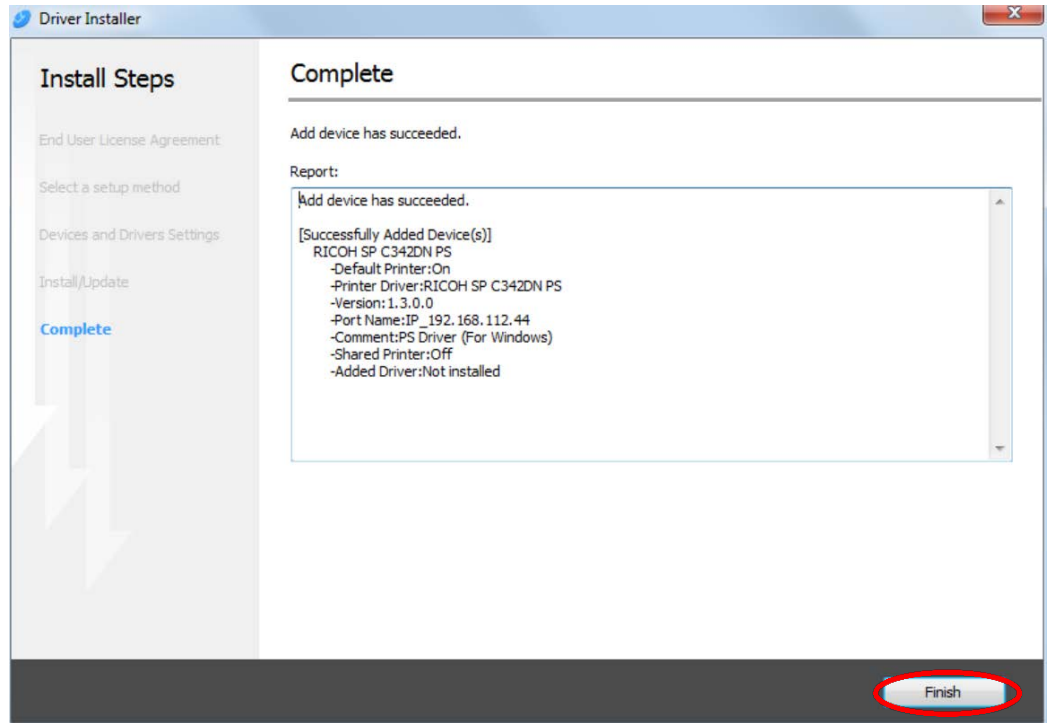 Driver Installer
x
Install Steps
End User License Agreement
Select a setup method
Devices and Drivers Settings
Install/Update
Complete
Complete
Add device has succeeded.
Report:
Add device has succeeded.
[Successfully Added Device(s)]
RICOH SP C342DN PS
-Default Printer:On
-Printer Driver:RICOH SP C342DN PS
-Version:1.3.0.0
-Port Name:IP_192.168.112.44
-Comment:PS Driver (For Windows)
-Shared Printer:Off
-Added Driver:Not installed
Finish